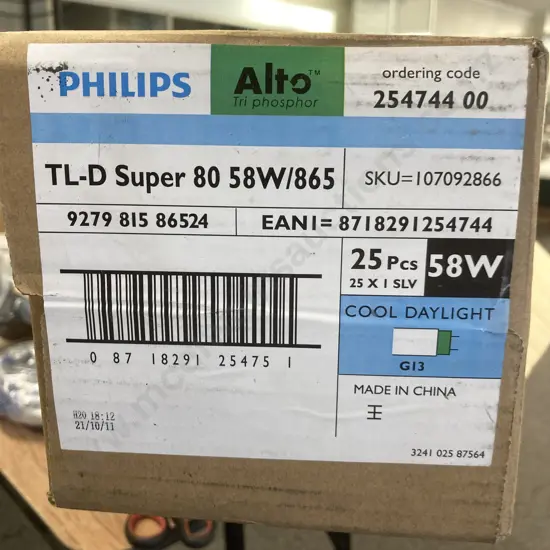 PHILIPS
Alto™
Tri phosphor
ordering code
254744 00
TL-D Super 80 58W/865
SKU=107092866
9279 815 86524
EAN1= 8718291254744
25 Pcs
25 X 1 SLV
58W
COOL DAYLIGHT
G13
0 87 18291 25475 1
MADE IN CHINA
H20 18:12
21/10/11
3241 025 87564